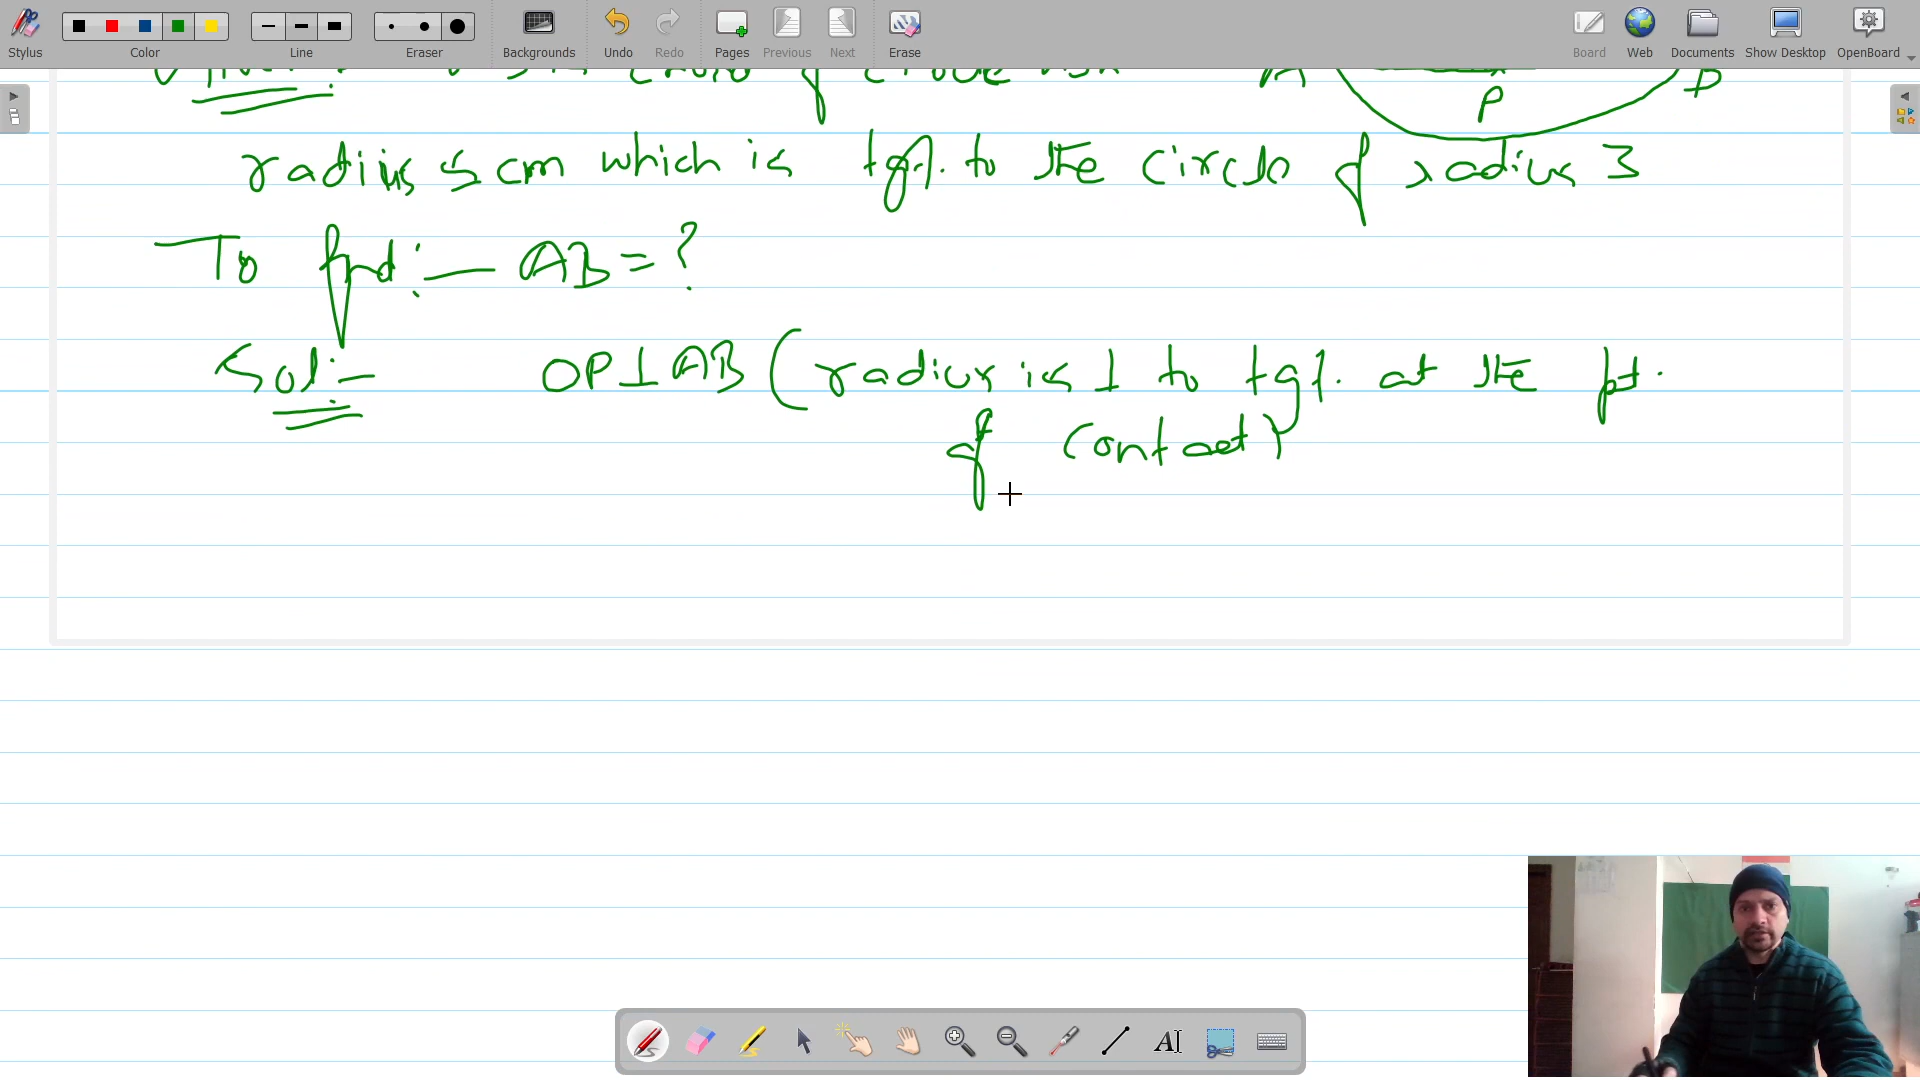 Stylus Color Line Eraser Backgrounds Undo Redo Pages Previous Next Erase Board Web Documents Show Desktop OpenBoard
A P B
radius 5 cm which is tgt. to the circle of radius 3
To find :— AB = ?
Sol:— OP ⊥ AB (radius is ⊥ to tgt. at the pt.
of contact)
AI